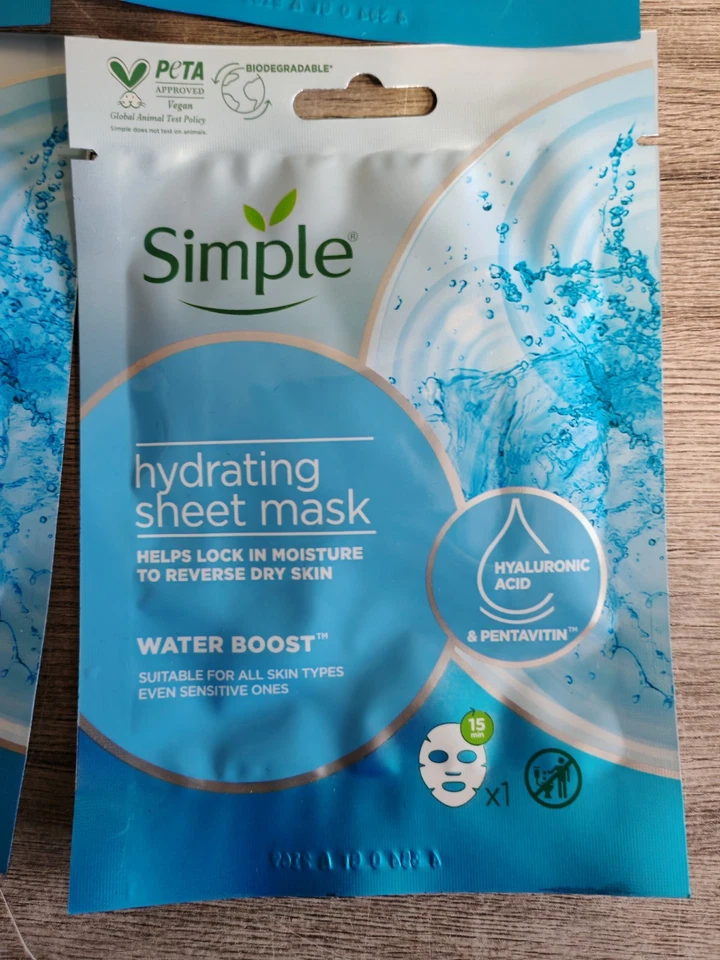 PETA
APPROVED
Vegan
Global Animal Test Policy
Simple does not test on animals.
BIODEGRADABLE*
Simple®
hydrating
sheet mask
HELPS LOCK IN MOISTURE
TO REVERSE DRY SKIN
WATER BOOST™
SUITABLE FOR ALL SKIN TYPES
EVEN SENSITIVE ONES
HYALURONIC
ACID
& PENTAVITIN™
15
min
x1